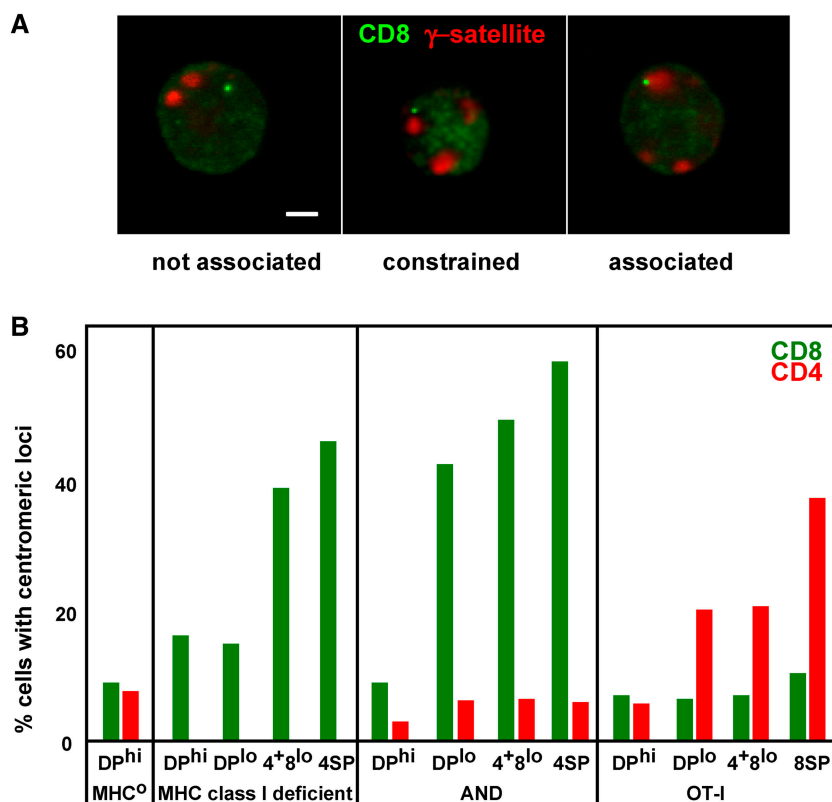 A
CD8 γ–satellite
not associated constrained associated
B
% cells with centromeric loci
60
40
20
0
CD8
CD4
DPhi DPhi DPlo 4+8lo 4SP DPhi DPlo 4+8lo 4SP DPhi DPlo 4+8lo 8SP
MHCo MHC class I deficient AND OT-I